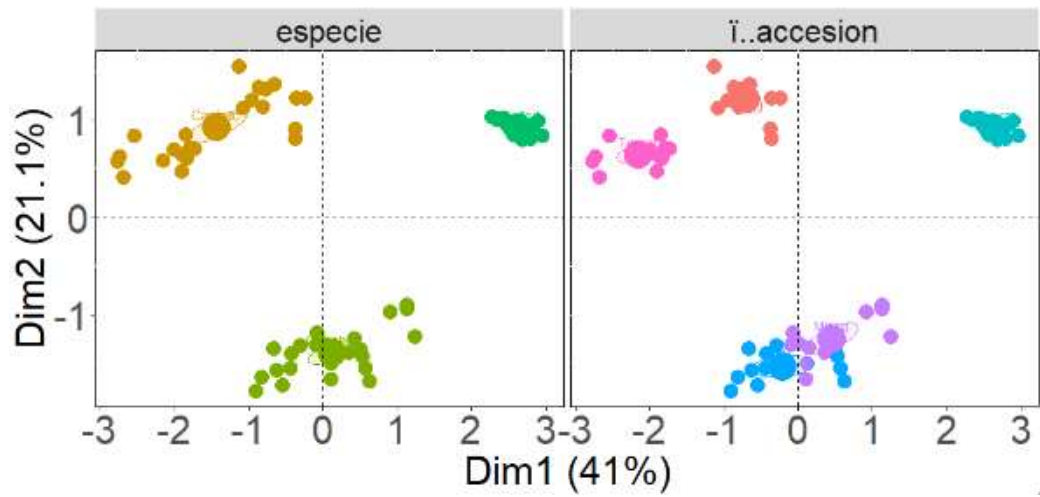 especie
ï..accesion
Dim2 (21.1%)
1
0
-1
-3 -2 -1 0 1 2 3
-3 -2 -1 0 1 2 3
Dim1 (41%)